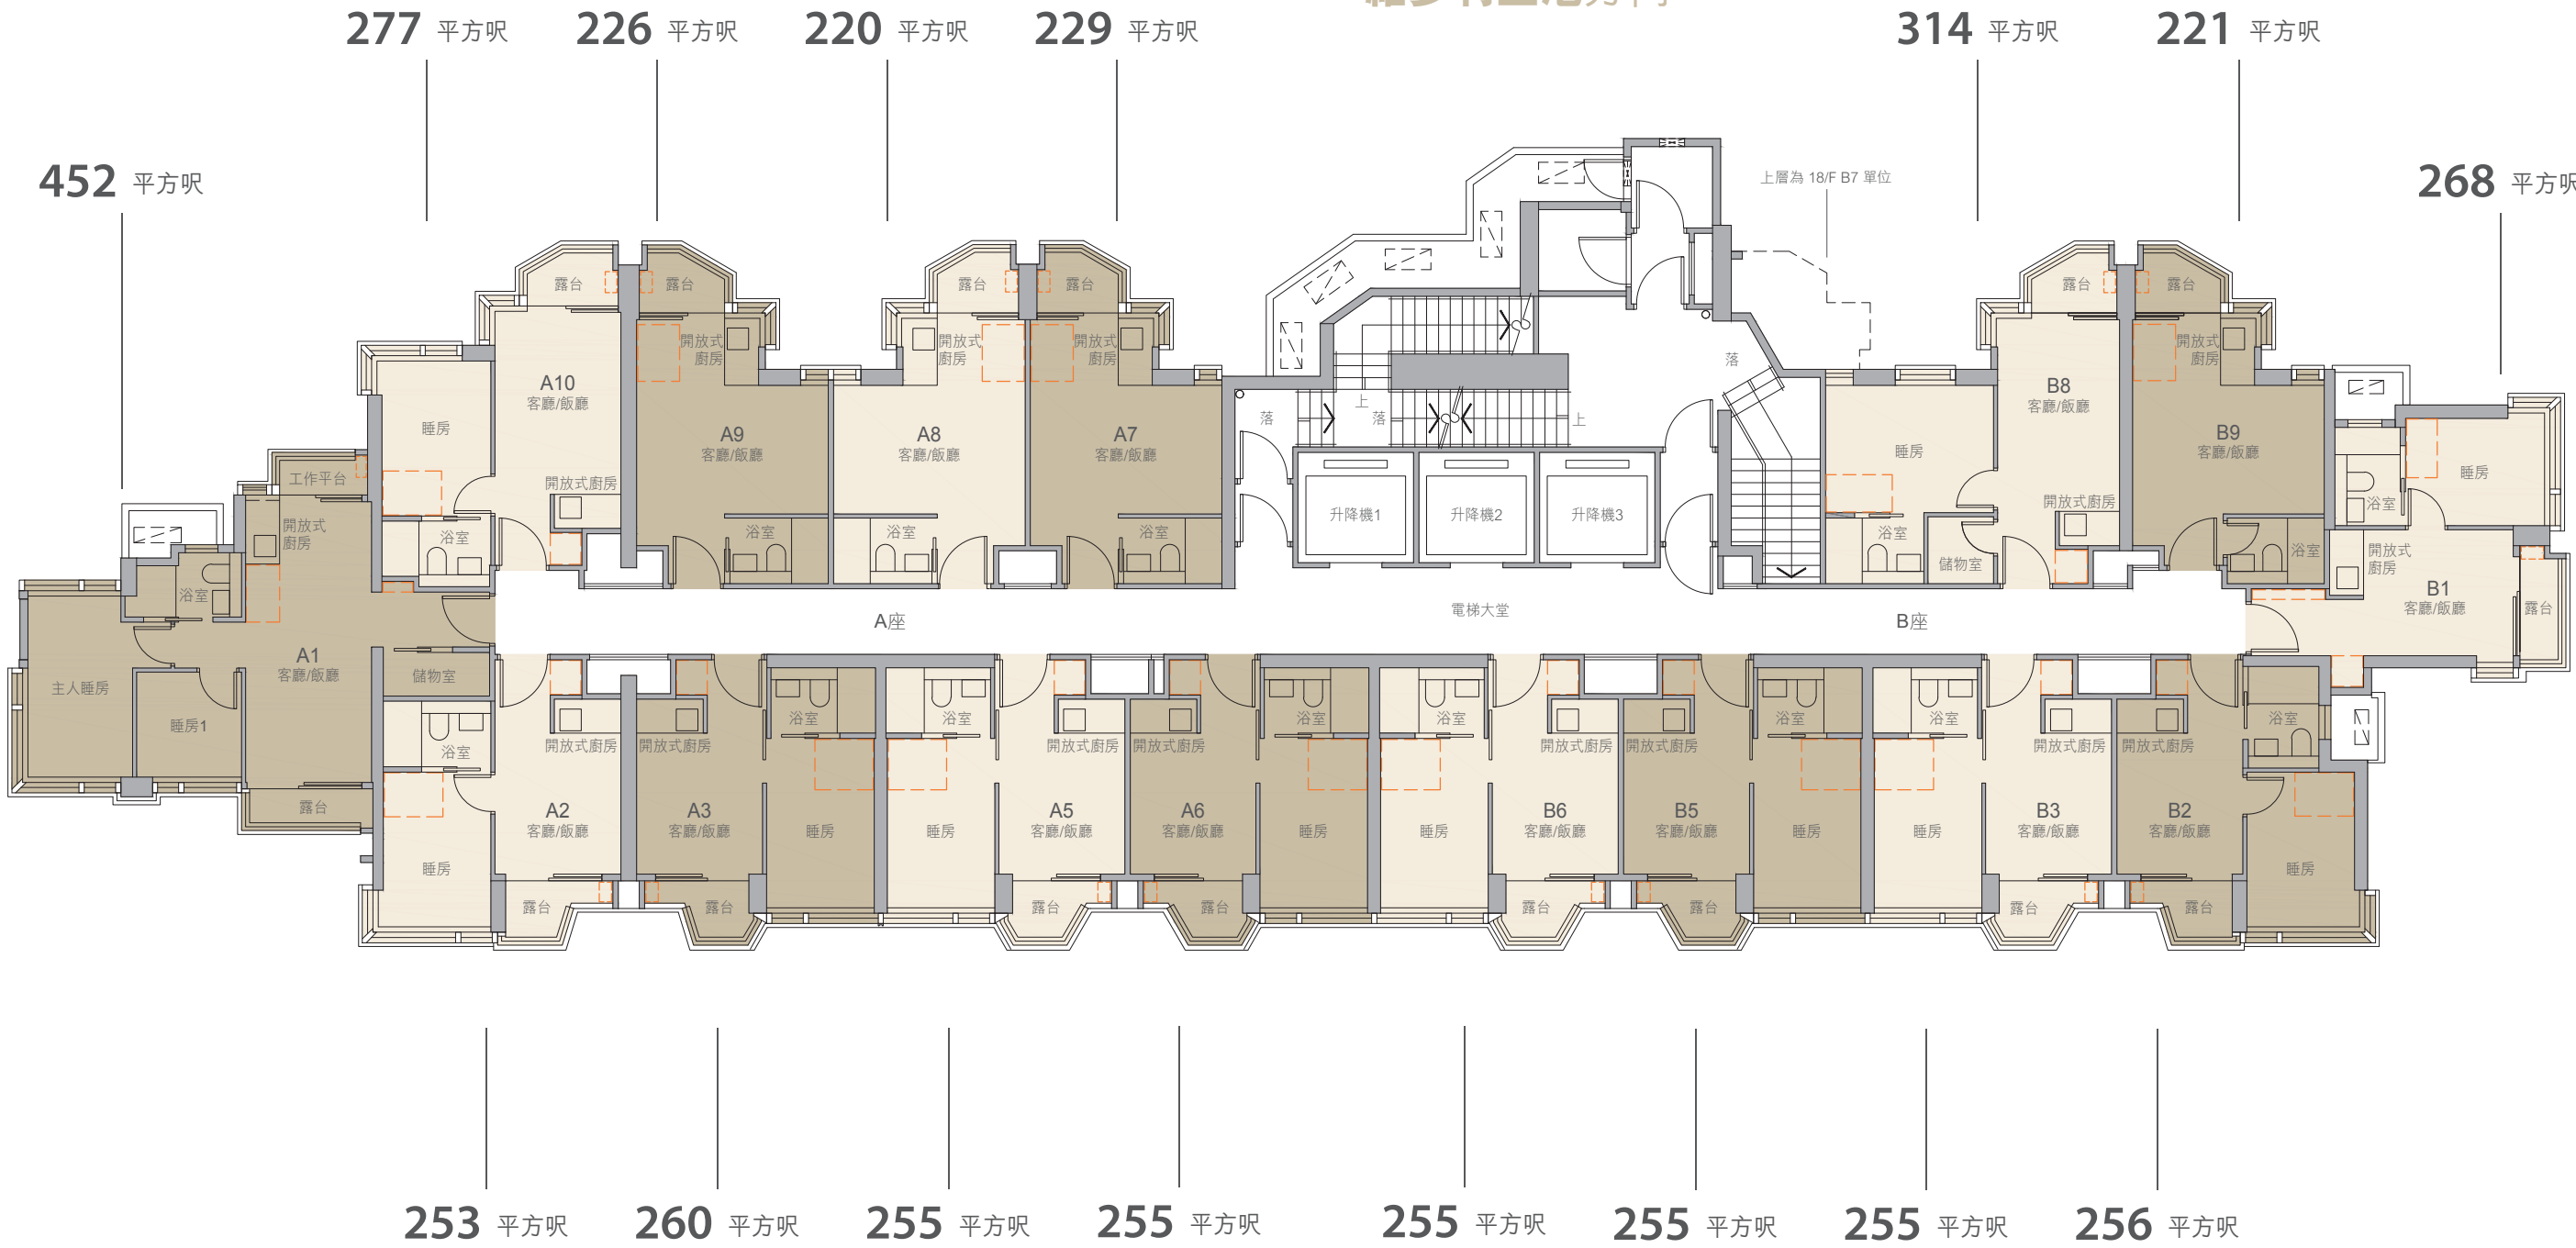 277 平方呎
226 平方呎
220 平方呎
229 平方呎
314 平方呎
221 平方呎
452 平方呎
268 平方呎
上層為 18/F B7 單位
露台
露台
露台
露台
露台
露台
開放式
廚房
開放式
廚房
開放式
廚房
開放式
廚房
A10
客廳/飯廳
睡房
A9
客廳/飯廳
A8
客廳/飯廳
A7
客廳/飯廳
落
上
落
上
落
睡房
B8
客廳/飯廳
B9
客廳/飯廳
睡房
工作平台
開放式廚房
開放式廚房
浴室
開放式
廚房
浴室
浴室
浴室
浴室
升降機1
升降機2
升降機3
浴室
儲物室
浴室
開放式
廚房
浴室
B1
客廳/飯廳
露台
A座
電梯大堂
B座
A1
客廳/飯廳
主人睡房
睡房1
儲物室
露台
浴室
浴室
浴室
浴室
浴室
浴室
浴室
浴室
開放式廚房
開放式廚房
開放式廚房
開放式廚房
開放式廚房
開放式廚房
開放式廚房
開放式廚房
A2
客廳/飯廳
A3
客廳/飯廳
睡房
睡房
A5
客廳/飯廳
A6
客廳/飯廳
睡房
睡房
B6
客廳/飯廳
B5
客廳/飯廳
睡房
睡房
B3
客廳/飯廳
B2
客廳/飯廳
睡房
睡房
露台
露台
露台
露台
露台
露台
露台
露台
253 平方呎
260 平方呎
255 平方呎
255 平方呎
255 平方呎
255 平方呎
255 平方呎
256 平方呎